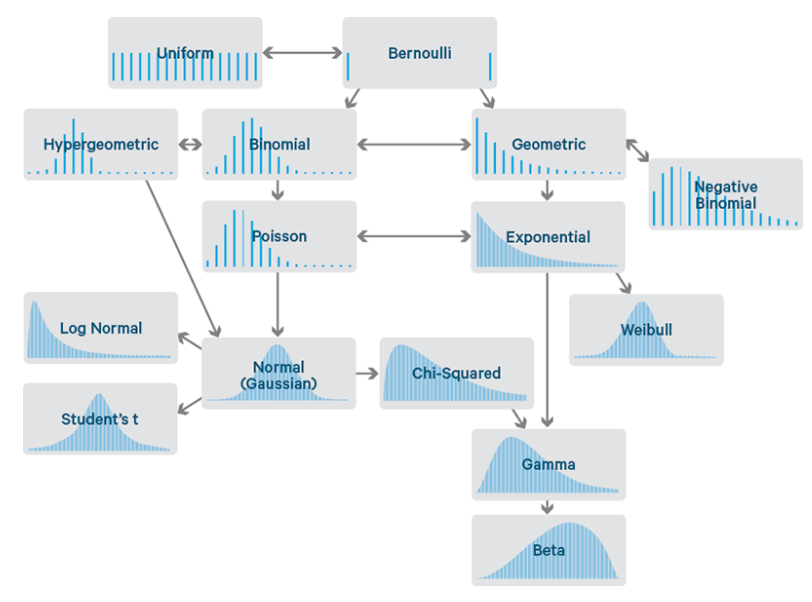 Uniform
Bernoulli
Hypergeometric
Binomial
Geometric
Negative
Binomial
Poisson
Exponential
Log Normal
Weibull
Normal
(Gaussian)
Chi-Squared
Student's t
Gamma
Beta